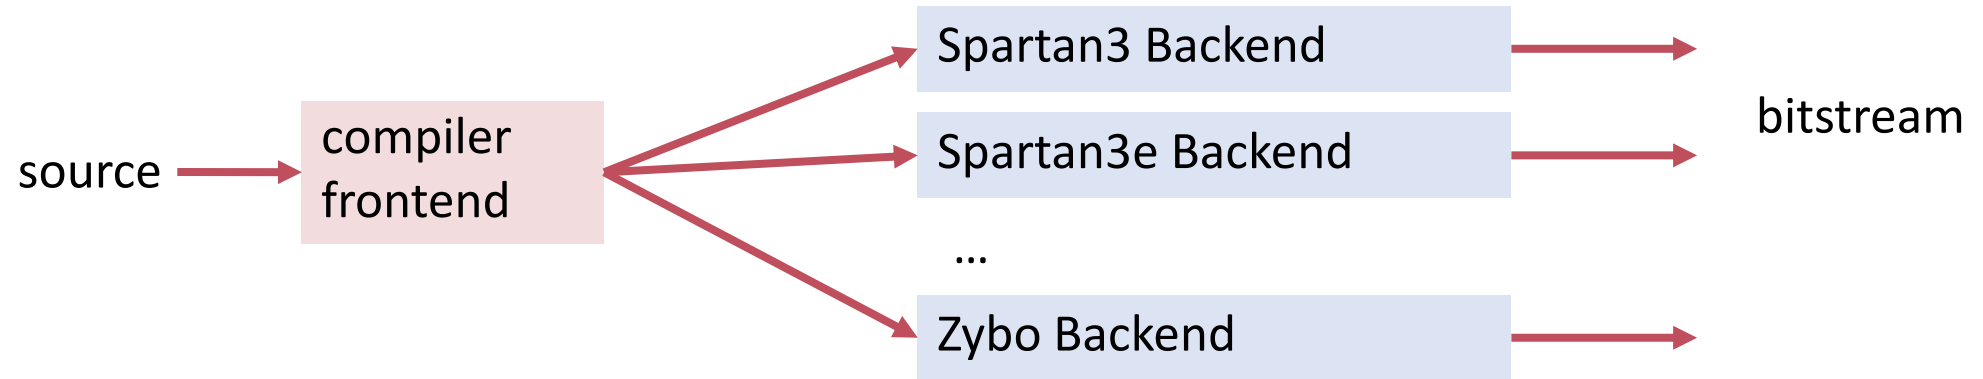 source
compiler
frontend
Spartan3 Backend
Spartan3e Backend
...
Zybo Backend
bitstream